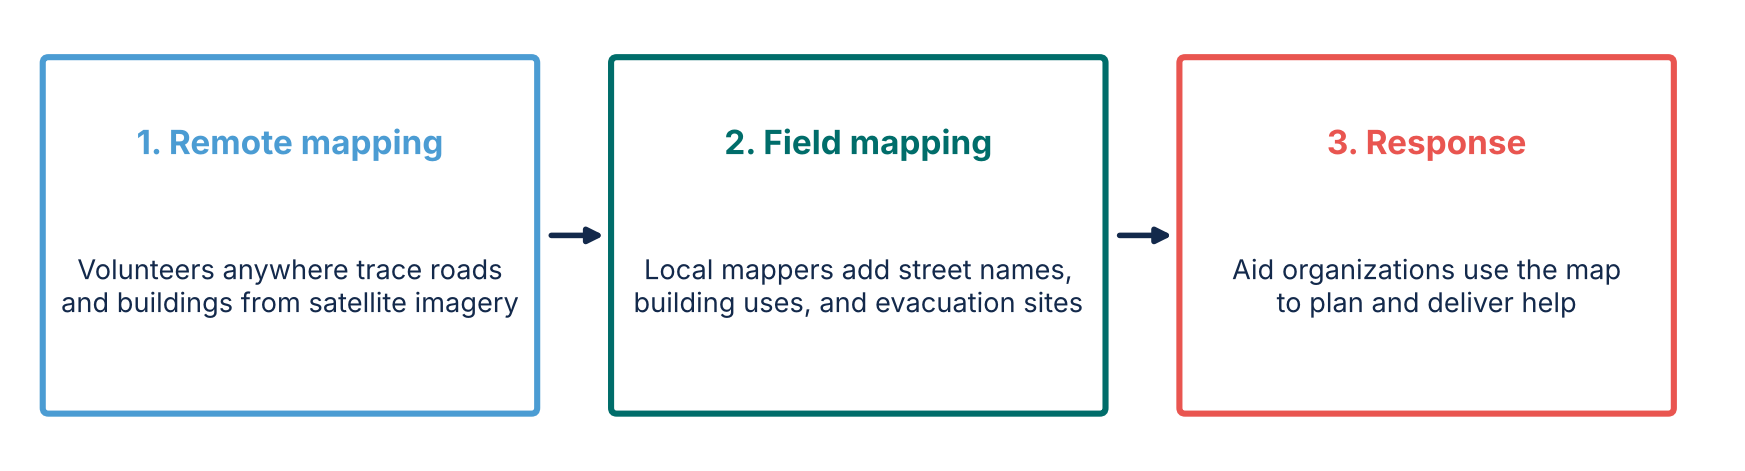 1. Remote mapping
Volunteers anywhere trace roads
and buildings from satellite imagery
2. Field mapping
Local mappers add street names,
building uses, and evacuation sites
3. Response
Aid organizations use the map
to plan and deliver help